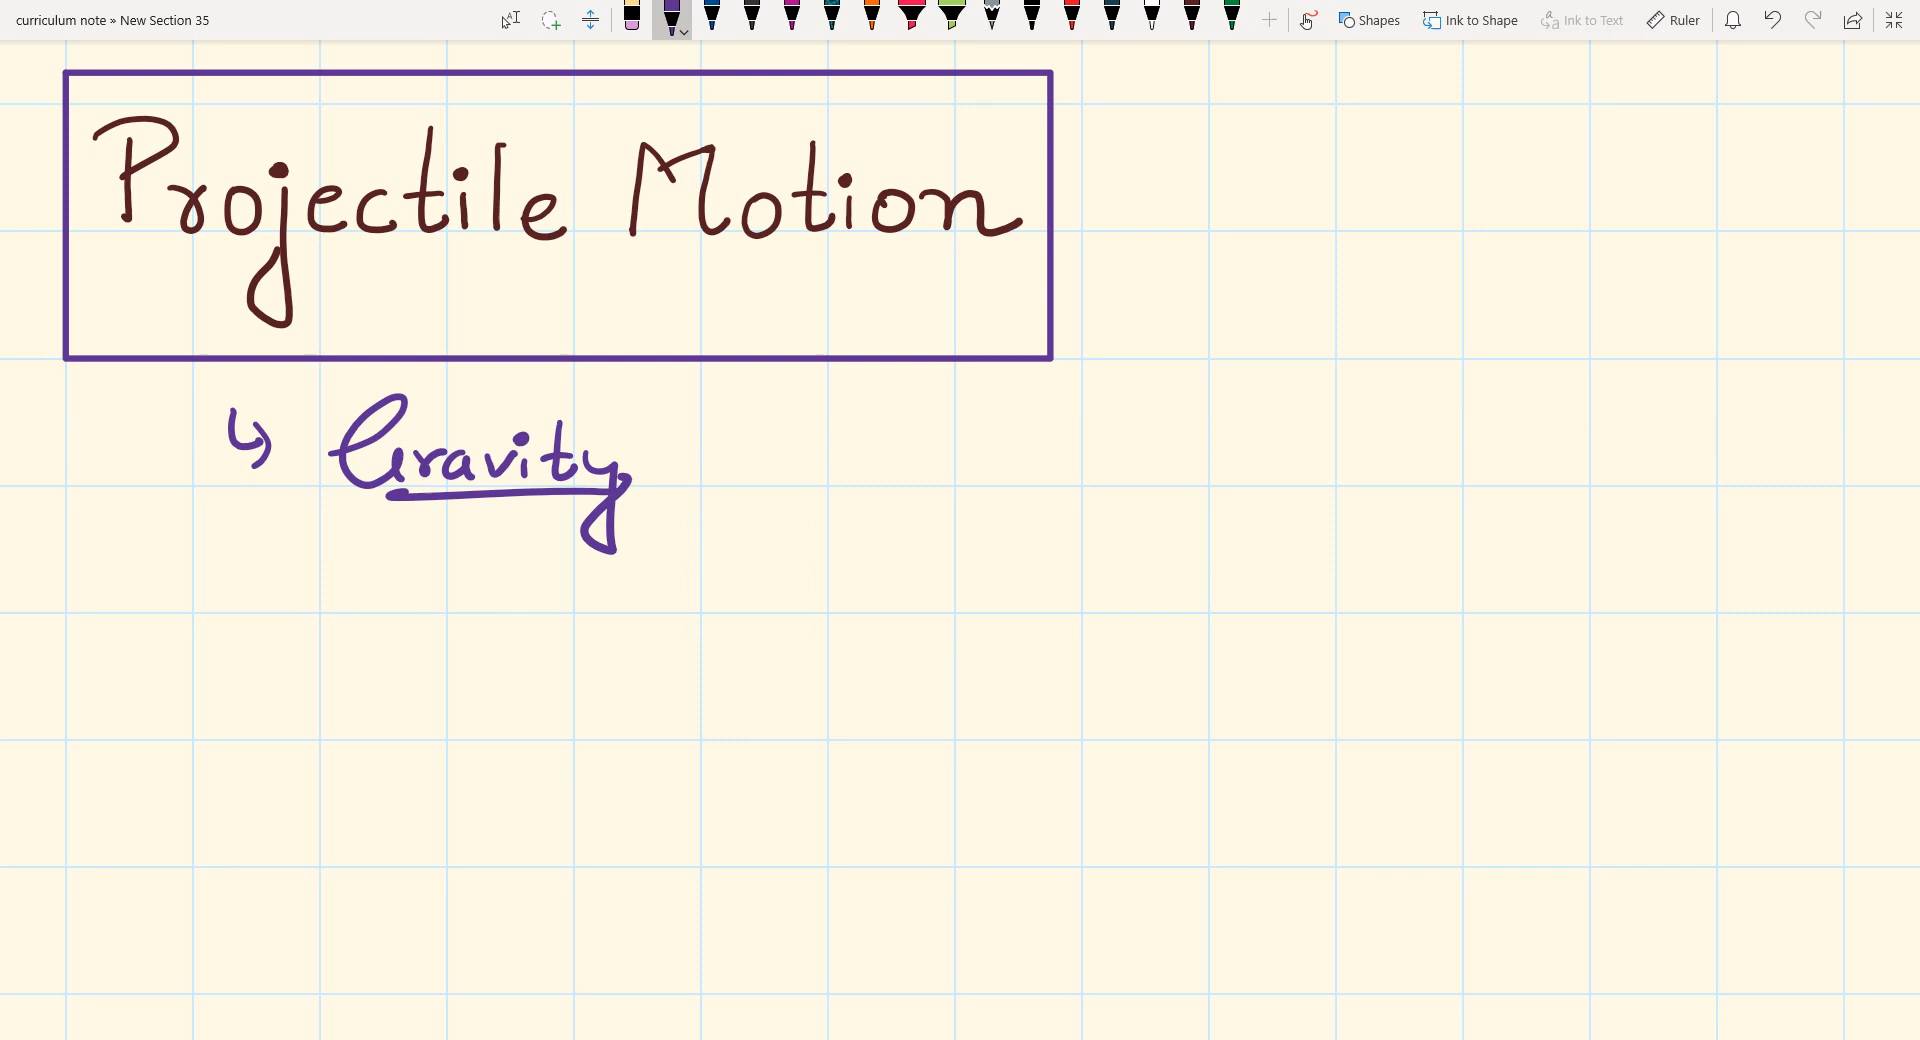 curriculum note » New Section 35
Shapes
Ink to Shape
Ink to Text
Ruler
Projectile Motion
↳ Gravity